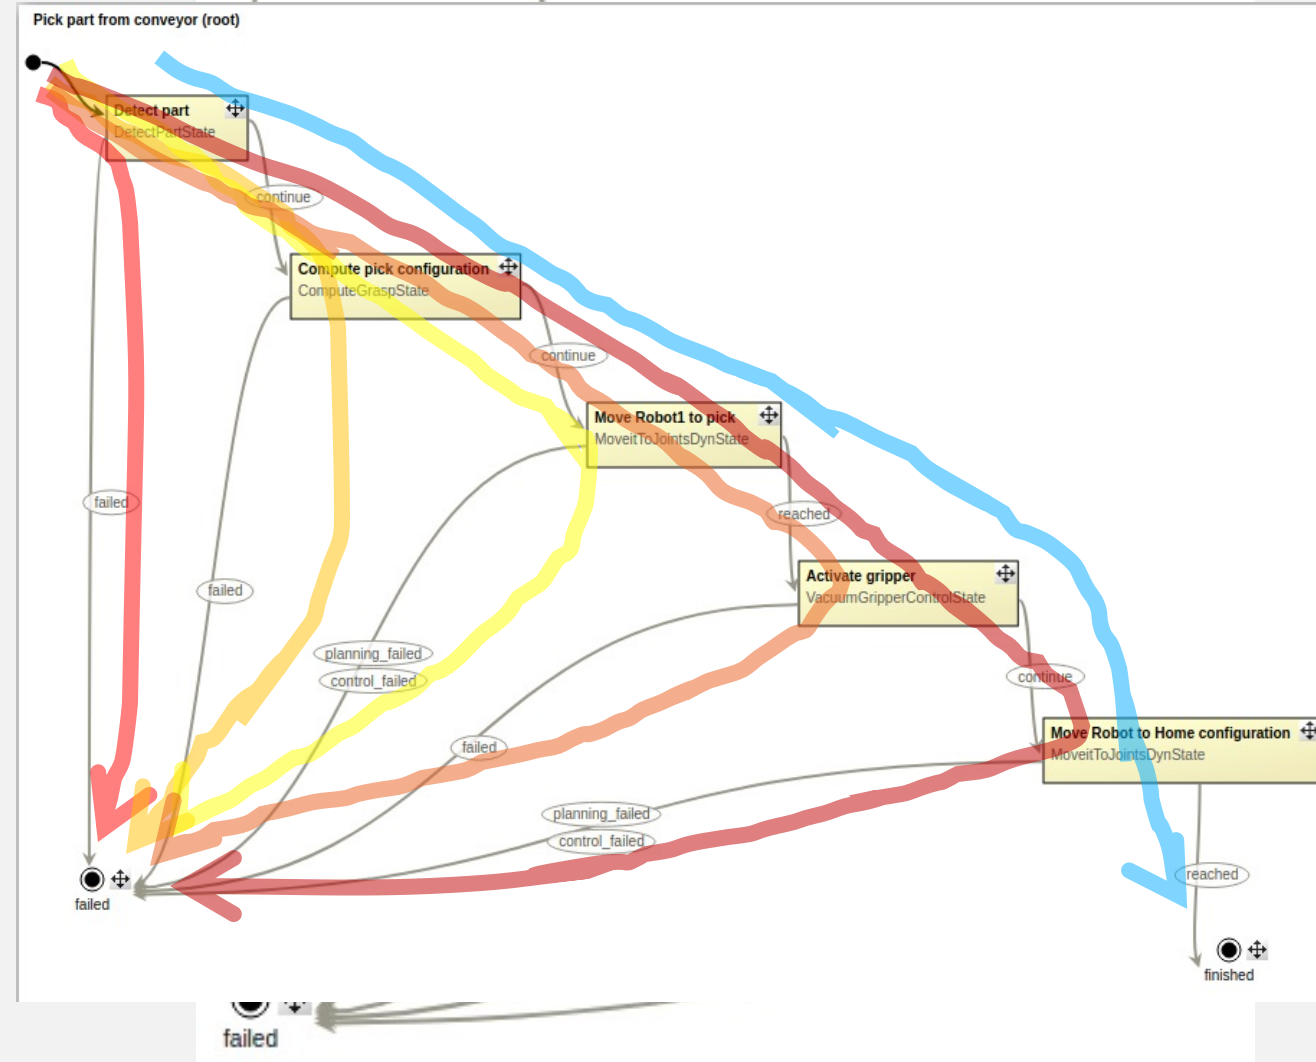 Pick part from conveyor (root)
Detect part
DetectPartState
continue
Compute pick configuration
ComputeGraspState
continue
Move Robot1 to pick
MoveitToJointsDynState
failed
reached
Activate gripper
VacuumGripperControlState
failed
planning_failed
control_failed
continue
Move Robot to Home configuration
MoveitToJointsDynState
failed
planning_failed
control_failed
reached
failed
finished
failed